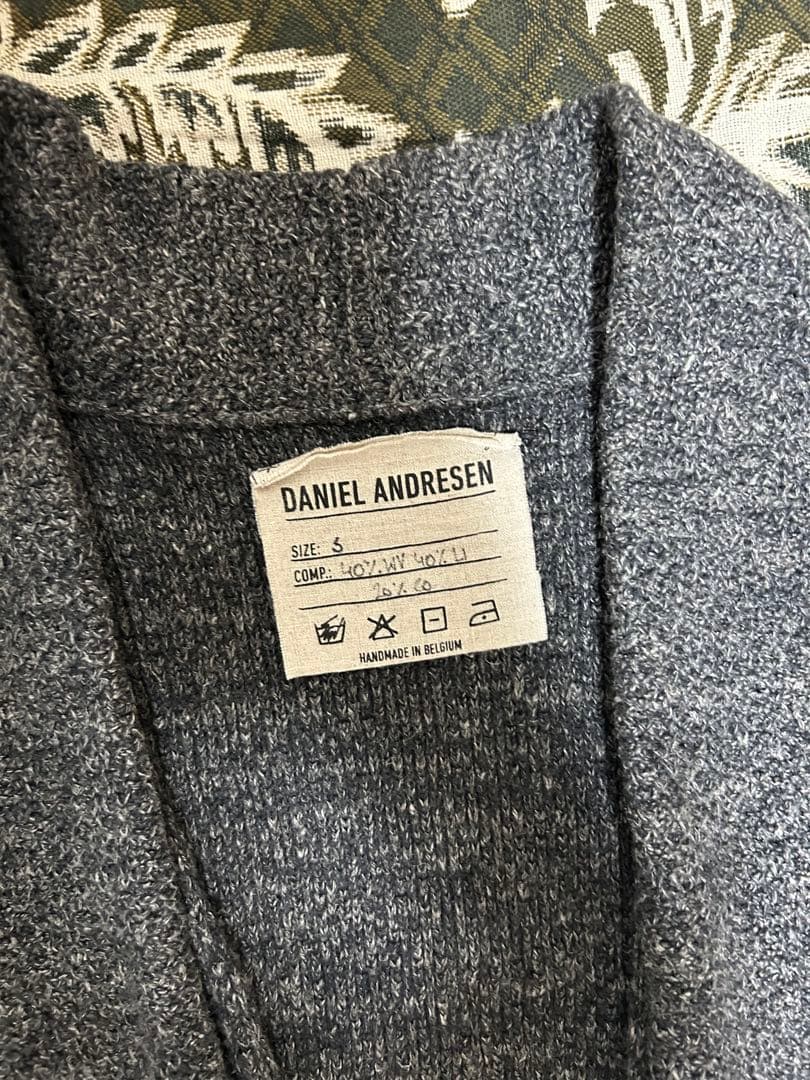 DANIEL ANDRESEN
SIZE: S
COMP.: 40% WV 40% LI
20% CO
HANDMADE IN BELGIUM